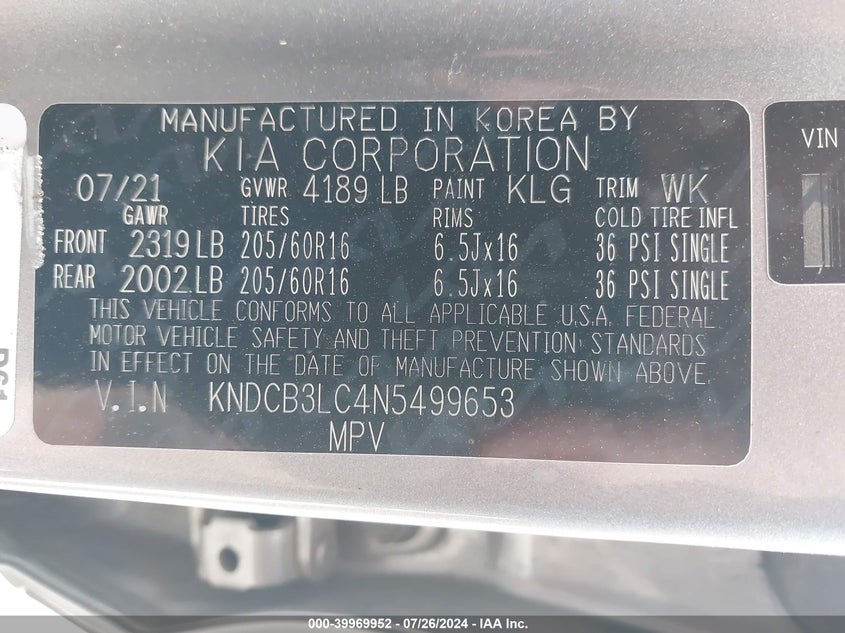 MANUFACTURED IN KOREA BY
KIA CORPORATION
07/21 GVWR 4189 LB PAINT KLG TRIM WK
GAWR TIRES RIMS COLD TIRE INFL
FRONT 2319 LB 205/60R16 6.5Jx16 36 PSI SINGLE
REAR 2002 LB 205/60R16 6.5Jx16 36 PSI SINGLE
THIS VEHICLE CONFORMS TO ALL APPLICABLE U.S.A. FEDERAL
MOTOR VEHICLE SAFETY AND THEFT PREVENTION STANDARDS
IN EFFECT ON THE DATE OF MANUFACTURE SHOWN ABOVE.
V.I.N KNDCB3LC4N5499653
MPV
VIN
000-39969952 - 07/26/2024 - IAA Inc.